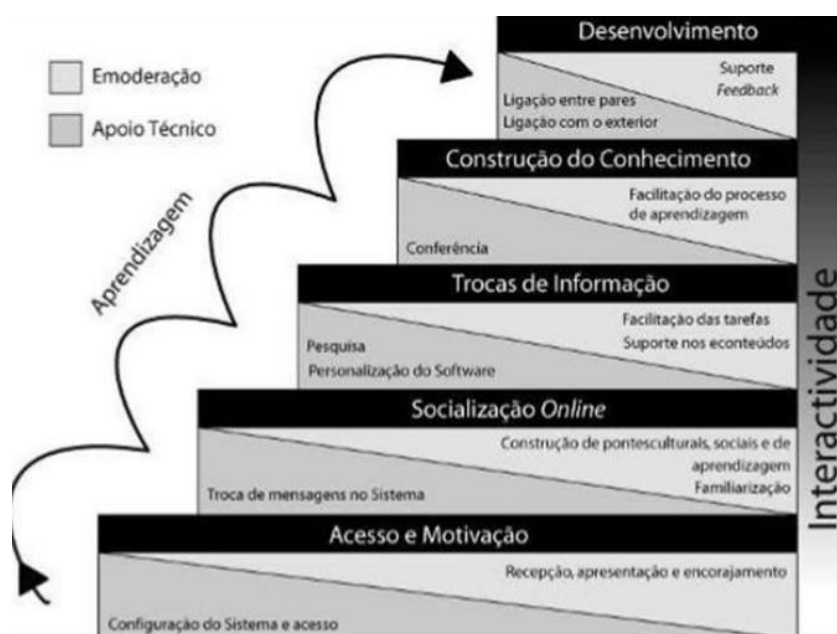 Desenvolvimento
Emoderação
Apoio Técnico
Suporte
Feedback
Ligação entre pares
Ligação com o exterior
Construção do Conhecimento
Facilitação do processo
de aprendizagem
Conferência
Aprendizagem
Trocas de Informação
Facilitação das tarefas
Suporte nos econteúdos
Pesquisa
Personalização do Software
Socialização Online
Construção de pontesculturais, sociais e de
aprendizagem
Familiarização
Troca de mensagens no Sistema
Acesso e Motivação
Recepção, apresentação e encorajamento
Configuração do Sistema e acesso
Interactividade